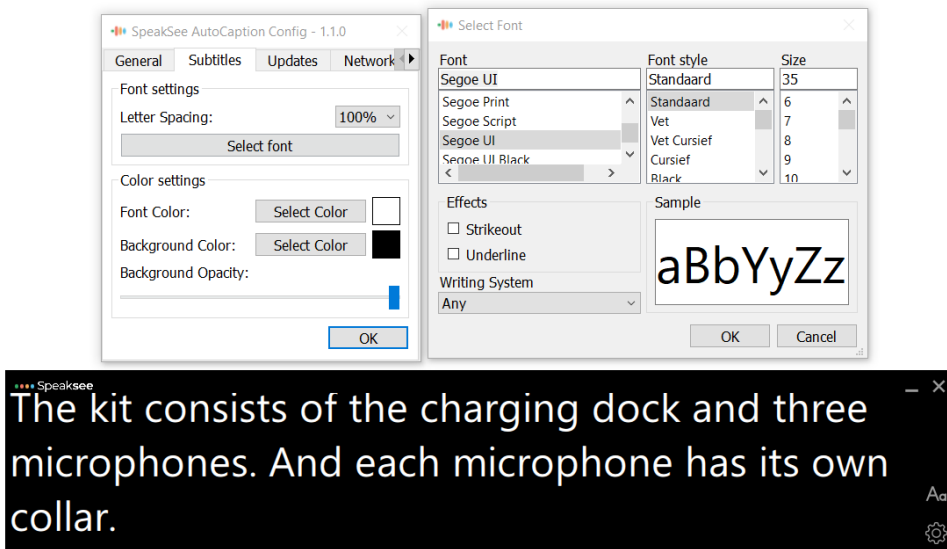 SpeakSee AutoCaption Config - 1.1.0
General Subtitles Updates Network
Font settings
Letter Spacing: 100%
Select font
Color settings
Font Color: Select Color
Background Color: Select Color
Background Opacity:
OK
Select Font
Font Font style Size
Segoe UI Standaard 35
Segoe Print Standaard 6
Segoe Script Vet 7
Segoe UI Vet Cursief 8
Segoe UI Black Cursief 9
Black 10
Effects Sample
Strikeout
Underline
aBbYyZz
Writing System
Any
OK Cancel
Speaksee
The kit consists of the charging dock and three
microphones. And each microphone has its own
collar.
Aa